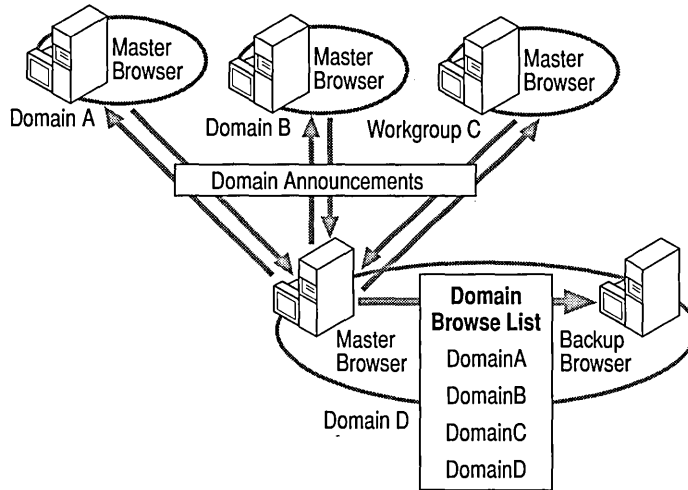 Master
Browser
Domain A
Master
Browser
Domain B
Master
Browser
Workgroup C
Domain Announcements
Master
Browser
Domain D
Domain
Browse List
DomainA
DomainB
DomainC
DomainD
Backup
Browser